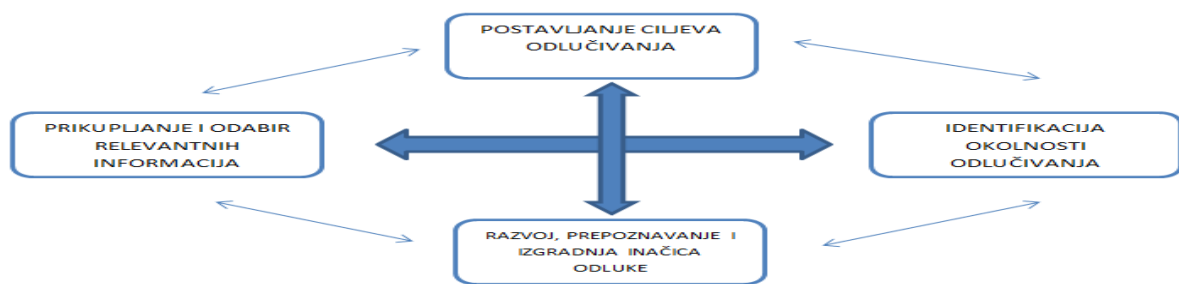 POSTAVLJANJE CILJEVA
ODLUČIVANJA
PRIKUPLJANJE I ODABIR
RELEVANTNIH
INFORMACIJA
IDENTIFIKACIJA
OKOLNOSTI
ODLUČIVANJA
RAZVOJ, PREPOZNAVANJE I
IZGRADNJA INAČICA
ODLUKE